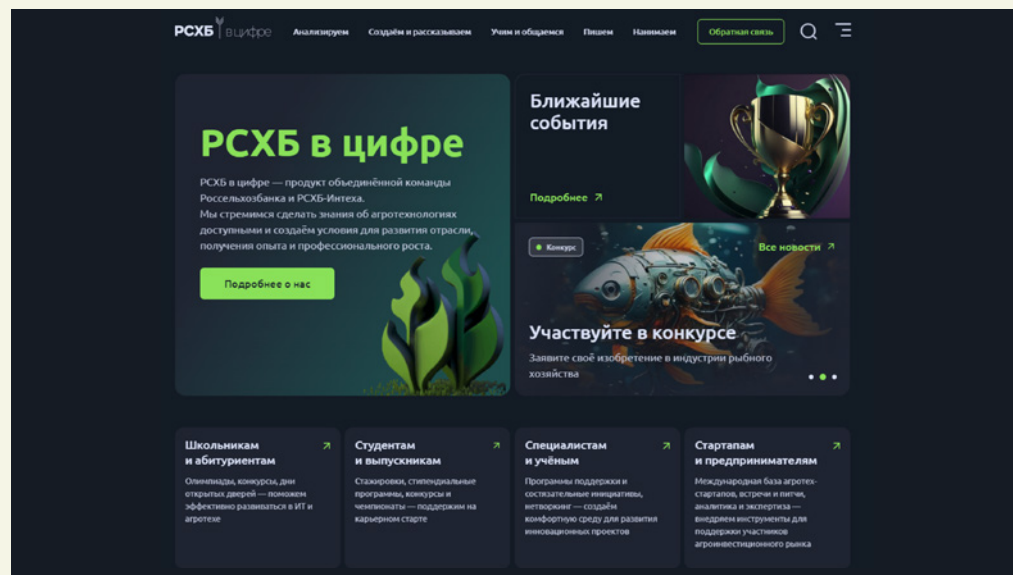 РСХБ в цифре
Анализируем Создаём и рассказываем Учим и общаемся Пишем Нанимаем Обратная связь
РСХБ в цифре
РСХБ в цифре — продукт объединённой команды
Россельхозбанка и РСХБ-Интеха.
Мы стремимся сделать знания об агротехнологиях
доступными и создаём условия для развития отрасли,
получения опыта и профессионального роста.
Подробнее о нас
Ближайшие
события
Подробнее
Конкурс
Все новости
Участвуйте в конкурсе
Заявите своё изобретение в индустрии рыбного
хозяйства
Школьникам
и абитуриентам
Олимпиады, конкурсы, дни
открытых дверей — поможем
эффективно развиваться в ИТ и
агротехе
Студентам
и выпускникам
Стажировки, стипендиальные
программы, конкурсы и
чемпионаты — поддержим на
карьерном старте
Специалистам
и учёным
Программы поддержки и
состязательные инициативы,
нетворкинг — создаём
комфортную среду для развития
инновационных проектов
Стартапам
и предпринимателям
Международная база агротех-
стартапов, встречи и питчи,
аналитика и экспертиза —
внедряем инструменты для
поддержки участников
агроинвестиционного рынка